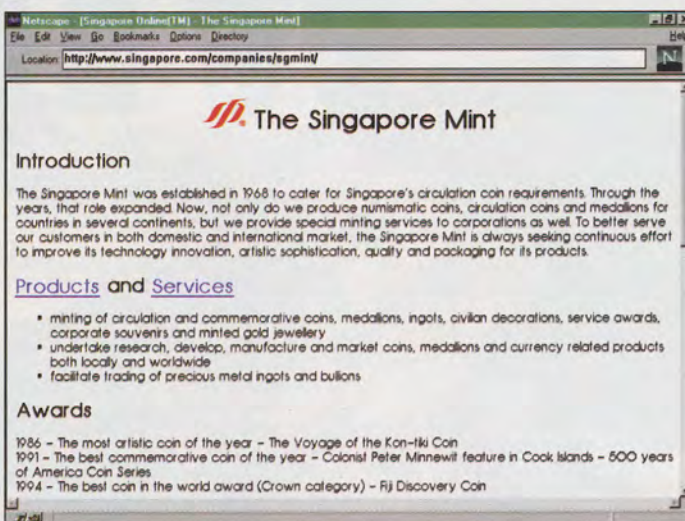 Netscape - [Singapore Online(TM) - The Singapore Mint]
File Edit View Go Bookmarks Options Directory
Help
Location: http://www.singapore.com/companies/sgmint/
N
The Singapore Mint
Introduction
The Singapore Mint was established in 1968 to cater for Singapore's circulation coin requirements. Through the
years, that role expanded. Now, not only do we produce numismatic coins, circulation coins and medallions for
countries in several continents, but we provide special minting services to corporations as well. To better serve
our customers in both domestic and international market, the Singapore Mint is always seeking continuous effort
to improve its technology innovation, artistic sophistication, quality and packaging for its products.
Products and Services
• minting of circulation and commemorative coins, medallions, ingots, civilian decorations, service awards,
corporate souvenirs and minted gold jewellery
• undertake research, develop, manufacture and market coins, medallions and currency related products
both locally and worldwide
• facilitate trading of precious metal ingots and bullions
Awards
1986 - The most artistic coin of the year - The Voyage of the Kon-tiki Coin
1991 - The best commemorative coin of the year - Colonist Peter Minnewit feature in Cook Islands - 500 years
of America Coin Series
1994 - The best coin in the world award (Crown category) - Fiji Discovery Coin